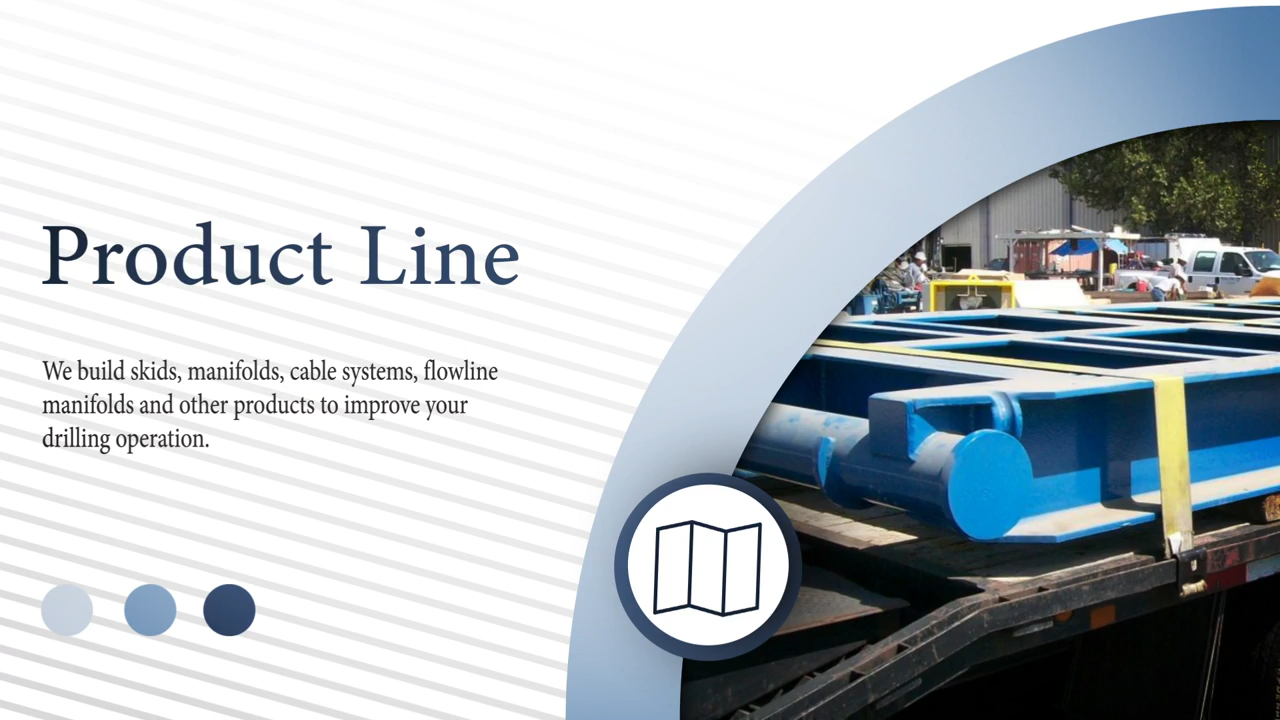 Product Line
We build skids, manifolds, cable systems, flowline
manifolds and other products to improve your
drilling operation.